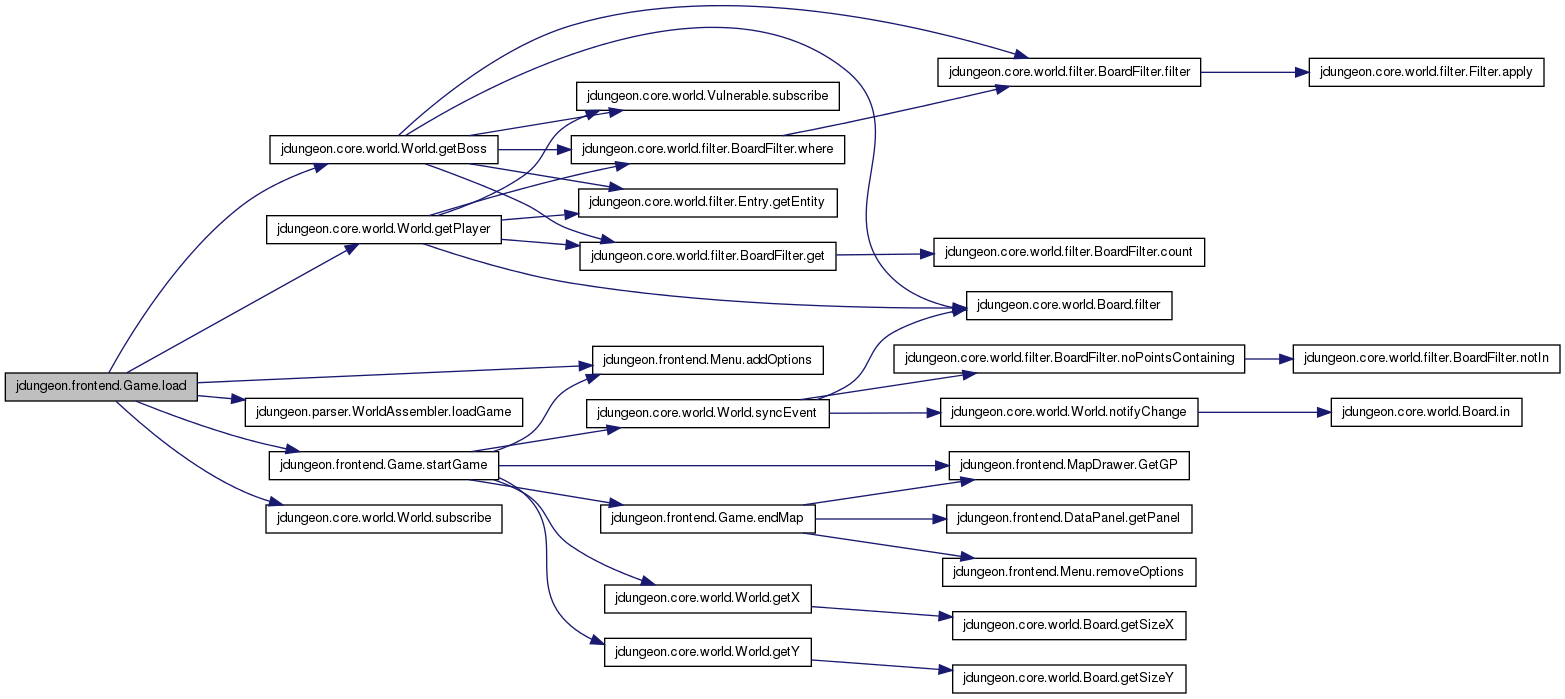 jdungeon.core.world.filter.BoardFilter.filter
jdungeon.core.world.filter.Filter.apply
jdungeon.core.world.Vulnerable.subscribe
jdungeon.core.world.World.getBoss
jdungeon.core.world.filter.BoardFilter.where
jdungeon.core.world.filter.Entry.getEntity
jdungeon.core.world.World.getPlayer
jdungeon.core.world.filter.BoardFilter.get
jdungeon.core.world.filter.BoardFilter.count
jdungeon.core.world.Board.filter
jdungeon.frontend.Menu.addOptions
jdungeon.core.world.filter.BoardFilter.noPointsContaining
jdungeon.core.world.filter.BoardFilter.notIn
jdungeon.frontend.Game.load
jdungeon.parser.WorldAssembler.loadGame
jdungeon.core.world.World.syncEvent
jdungeon.core.world.World.notifyChange
jdungeon.core.world.Board.in
jdungeon.frontend.Game.startGame
jdungeon.frontend.MapDrawer.GetGP
jdungeon.core.world.World.subscribe
jdungeon.frontend.Game.endMap
jdungeon.frontend.DataPanel.getPanel
jdungeon.frontend.Menu.removeOptions
jdungeon.core.world.World.getX
jdungeon.core.world.Board.getSizeX
jdungeon.core.world.World.getY
jdungeon.core.world.Board.getSizeY